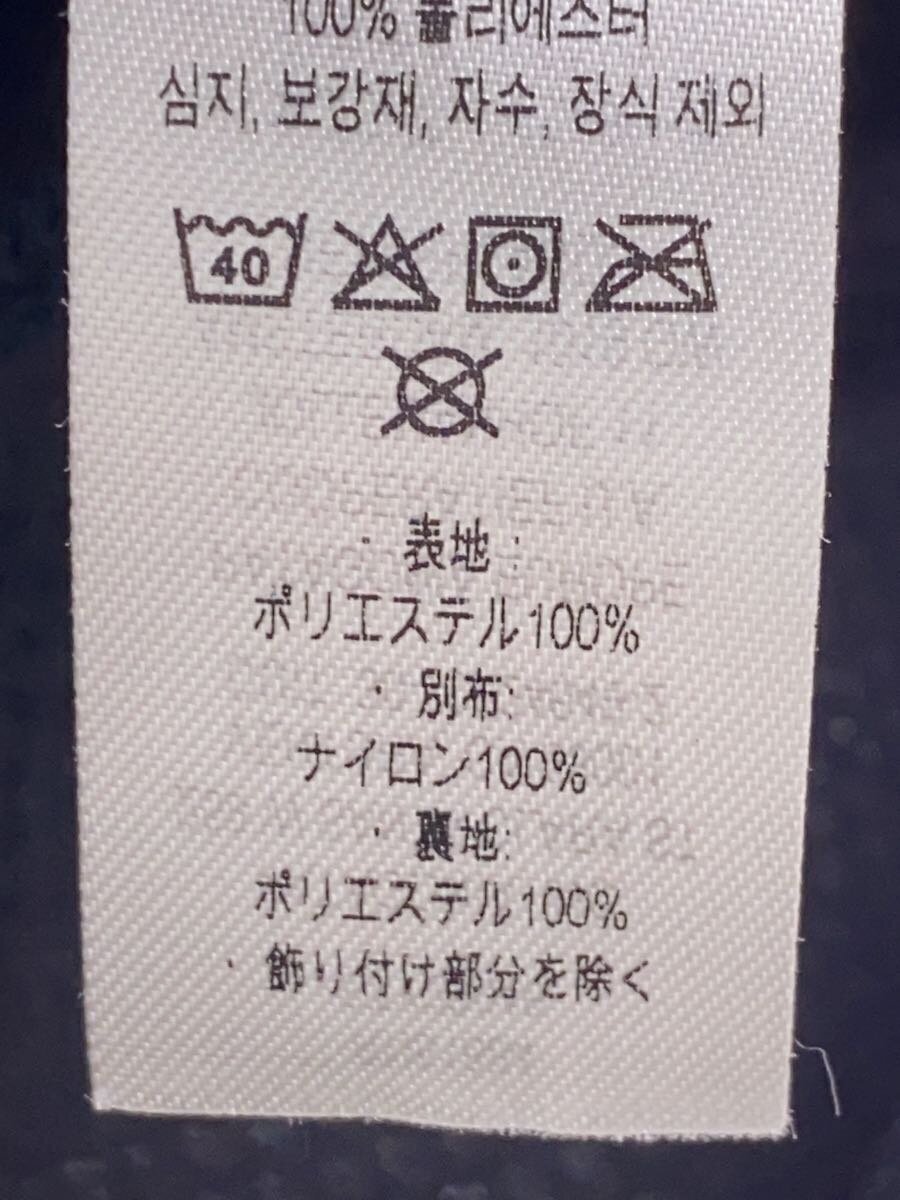 100% 폴리에스터
심지, 보강재, 자수, 장식 제외
40
・ 表地:
ポリエステル100%
・ 別布:
ナイロン100%
・ 裏地:
ポリエステル100%
・ 飾り付け部分を除く